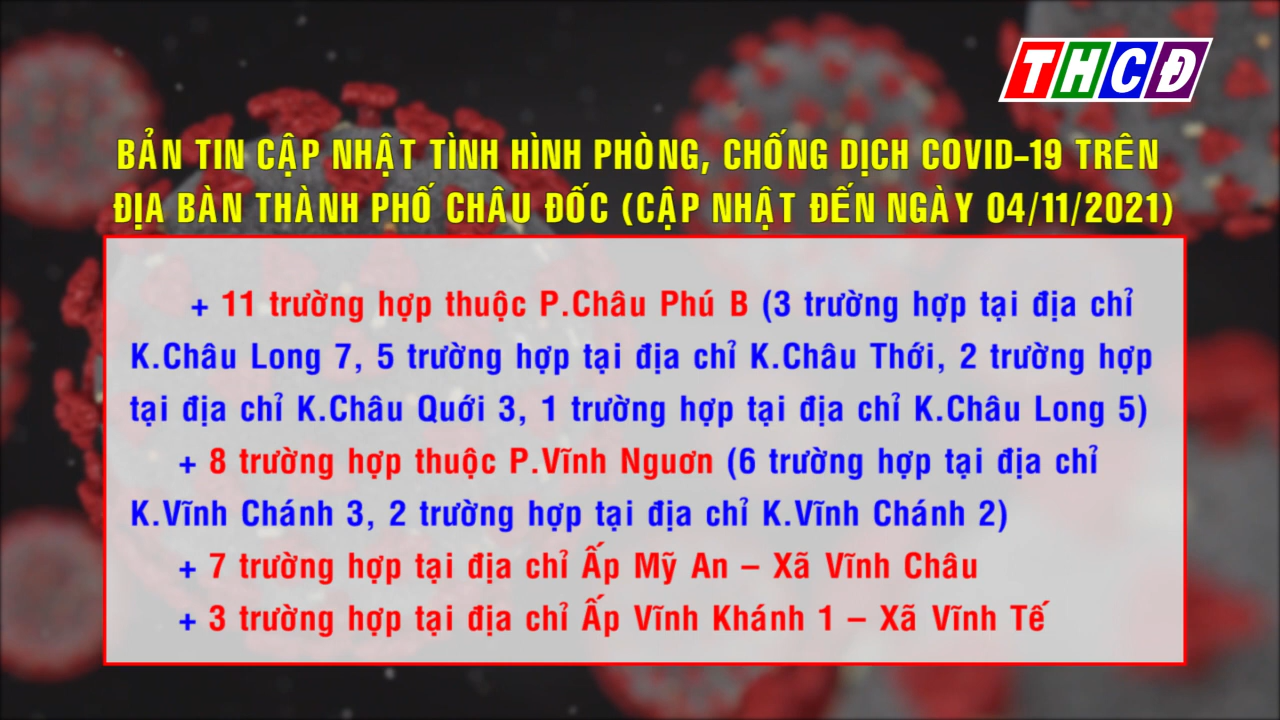 THCĐ
BẢN TIN CẬP NHẬT TÌNH HÌNH PHÒNG, CHỐNG DỊCH COVID-19 TRÊN
ĐỊA BÀN THÀNH PHỐ CHÂU ĐỐC (CẬP NHẬT ĐẾN NGÀY 04/11/2021)
+ 11 trường hợp thuộc P.Châu Phú B (3 trường hợp tại địa chỉ
K.Châu Long 7, 5 trường hợp tại địa chỉ K.Châu Thới, 2 trường hợp
tại địa chỉ K.Châu Quới 3, 1 trường hợp tại địa chỉ K.Châu Long 5)
+ 8 trường hợp thuộc P.Vĩnh Nguơn (6 trường hợp tại địa chỉ
K.Vĩnh Chánh 3, 2 trường hợp tại địa chỉ K.Vĩnh Chánh 2)
+ 7 trường hợp tại địa chỉ Ấp Mỹ An – Xã Vĩnh Châu
+ 3 trường hợp tại địa chỉ Ấp Vĩnh Khánh 1 – Xã Vĩnh Tế